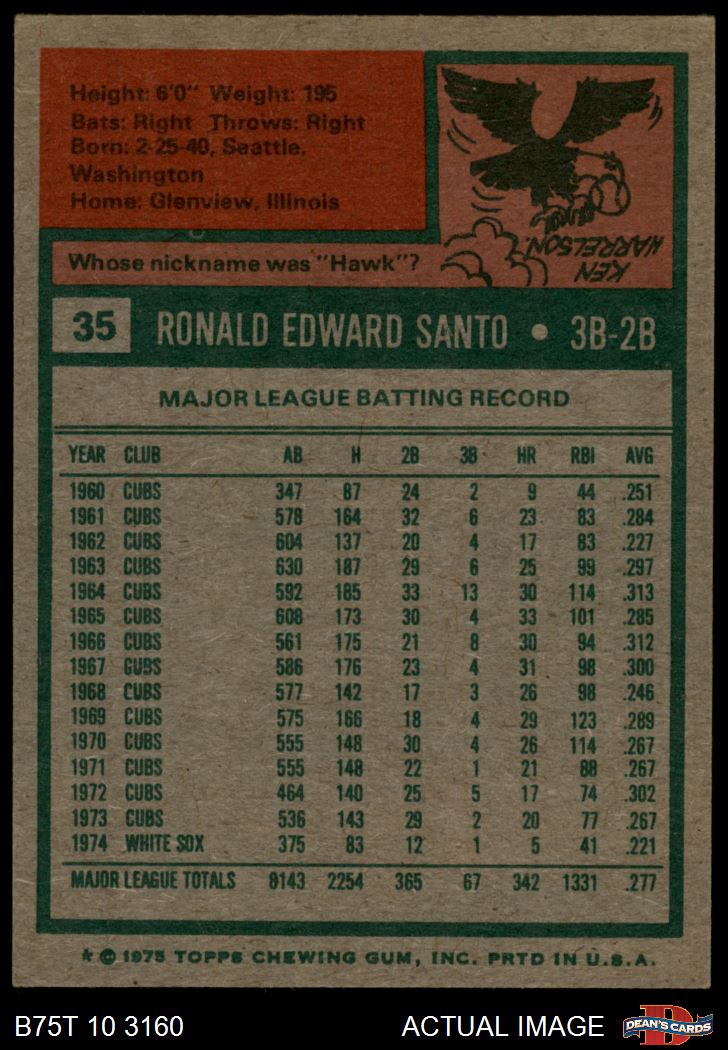 Height: 6'0" Weight: 195
Bats: Right Throws: Right
Born: 2-25-40, Seattle,
Washington
Home: Glenview, Illinois
KEN
HARRELSON
Whose nickname was "Hawk"?
35 RONALD EDWARD SANTO • 3B-2B
MAJOR LEAGUE BATTING RECORD
YEAR CLUB AB H 2B 3B HR RBI AVG
1960 CUBS 347 87 24 2 9 44 .251
1961 CUBS 578 164 32 6 23 83 .284
1962 CUBS 604 137 20 4 17 83 .227
1963 CUBS 630 187 29 6 25 99 .297
1964 CUBS 592 185 33 13 30 114 .313
1965 CUBS 608 173 30 4 33 101 .285
1966 CUBS 561 175 21 8 30 94 .312
1967 CUBS 586 176 23 4 31 98 .300
1968 CUBS 577 142 17 3 26 98 .246
1969 CUBS 575 166 18 4 29 123 .289
1970 CUBS 555 148 30 4 26 114 .267
1971 CUBS 555 148 22 1 21 88 .267
1972 CUBS 464 140 25 5 17 74 .302
1973 CUBS 536 143 29 2 20 77 .267
1974 WHITE SOX 375 83 12 1 5 41 .221
MAJOR LEAGUE TOTALS 8143 2254 365 67 342 1331 .277
* © 1975 TOPPS CHEWING GUM, INC. PRTD IN U.S.A.
B75T 10 3160 ACTUAL IMAGE D DEAN'S CARDS